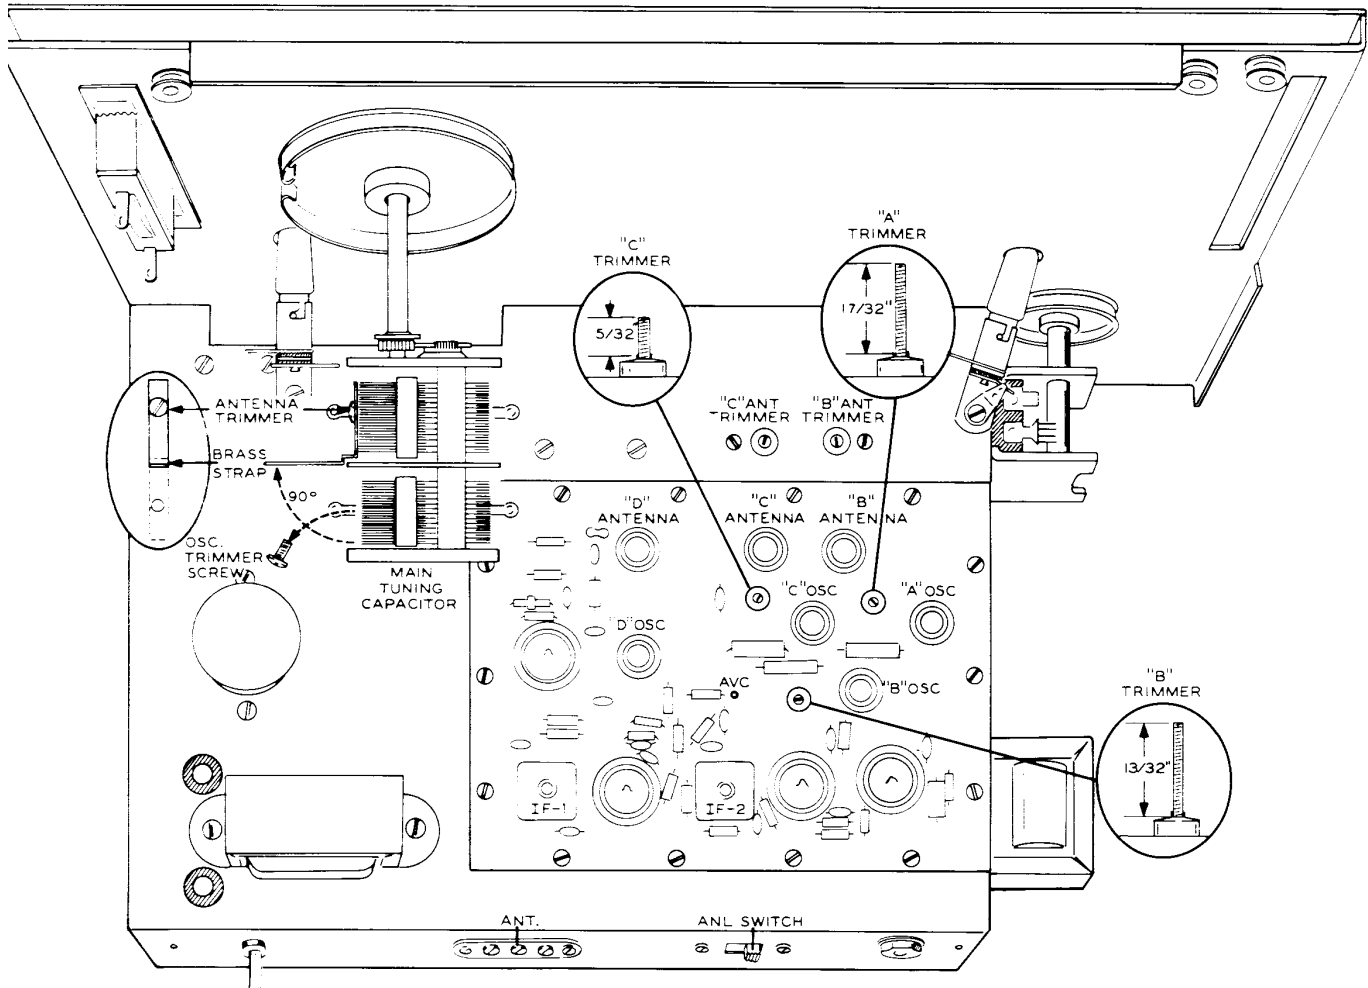 "A"
TRIMMER
17/32"
"C"
TRIMMER
5/32
ANTENNA
TRIMMER
BRASS
STRAP
90°
OSC.
TRIMMER
SCREW
MAIN
TUNING
CAPACITOR
"C" ANT
TRIMMER
"B" ANT
TRIMMER
"D"
ANTENNA
"C"
ANTENNA
"B"
ANTENNA
"C" OSC
"A" OSC
"D" OSC
AVC
"B" OSC
"B"
TRIMMER
13/32"
IF-1
IF-2
ANT.
ANL SWITCH